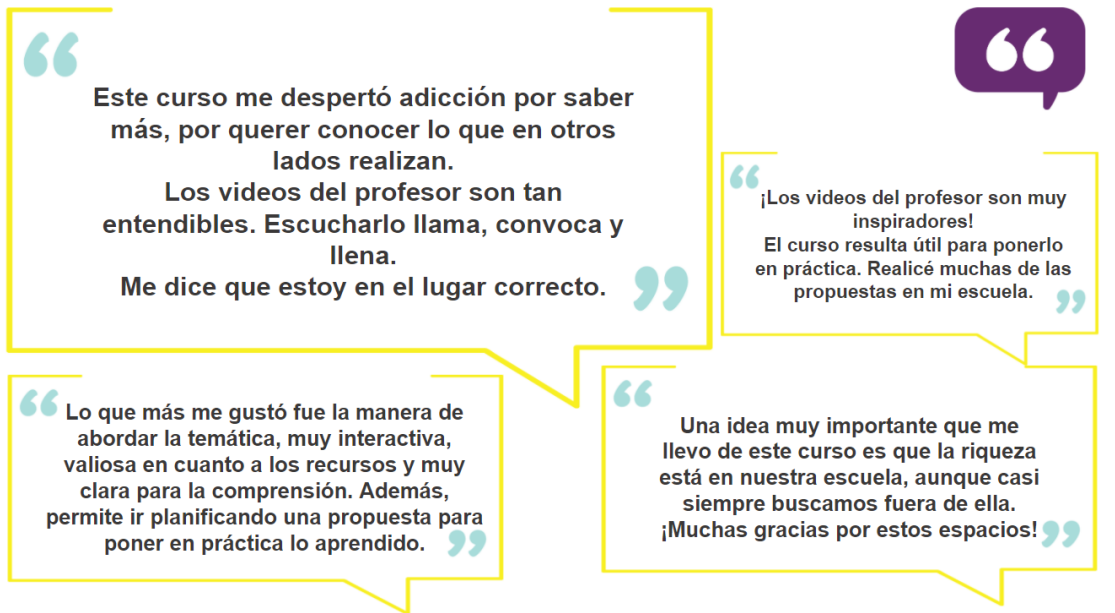 Este curso me despertó adicción por saber
más, por querer conocer lo que en otros
lados realizan.
Los videos del profesor son tan
entendibles. Escucharlo llama, convoca y
llena.
Me dice que estoy en el lugar correcto.
¡Los videos del profesor son muy
inspiradores!
El curso resulta útil para ponerlo
en práctica. Realicé muchas de las
propuestas en mi escuela.
Lo que más me gustó fue la manera de
abordar la temática, muy interactiva,
valiosa en cuanto a los recursos y muy
clara para la comprensión. Además,
permite ir planificando una propuesta para
poner en práctica lo aprendido.
Una idea muy importante que me
llevo de este curso es que la riqueza
está en nuestra escuela, aunque casi
siempre buscamos fuera de ella.
¡Muchas gracias por estos espacios!